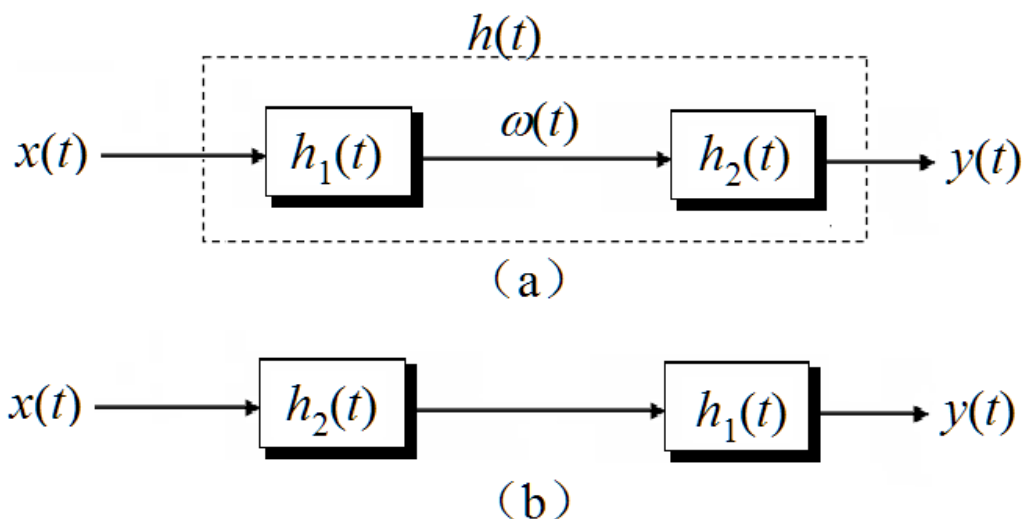 h(t)
x(t) h₁(t) ω(t) h₂(t) y(t)
（a）
x(t) h₂(t) h₁(t) y(t)
（b）